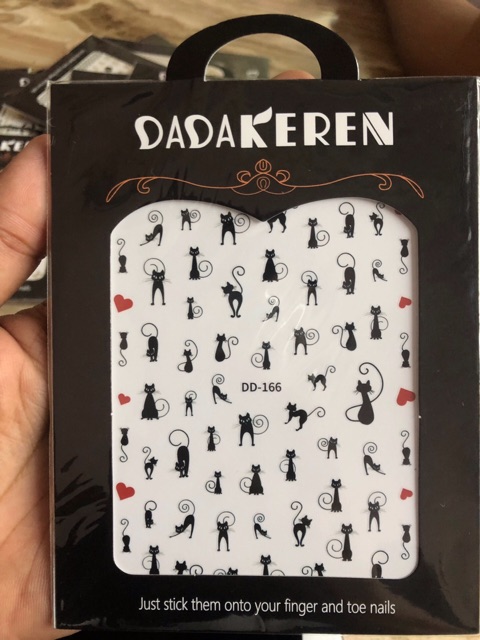 DADAKEREN
DD-166
Just stick them onto your finger and toe nails